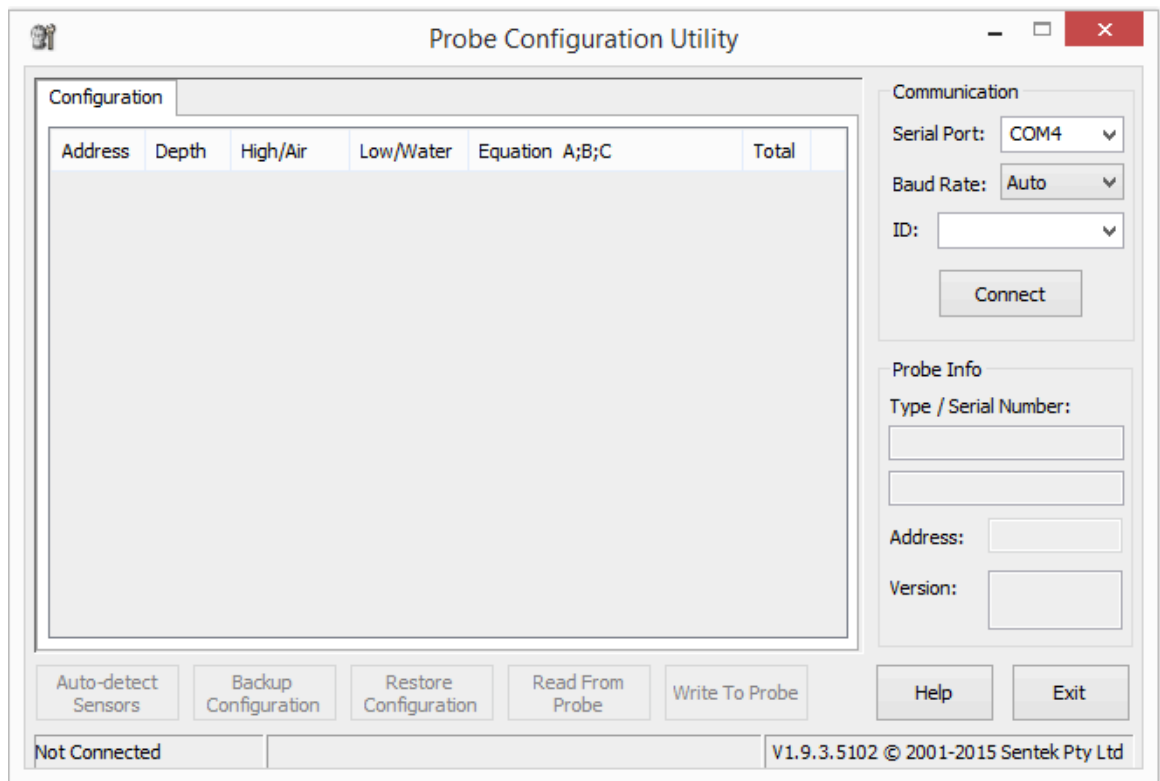 Probe Configuration Utility
Configuration
Address Depth High/Air Low/Water Equation A;B;C Total
Communication
Serial Port: COM4
Baud Rate: Auto
ID:
Connect
Probe Info
Type / Serial Number:
Address:
Version:
Auto-detect
Sensors
Backup
Configuration
Restore
Configuration
Read From
Probe
Write To Probe
Help
Exit
Not Connected
V1.9.3.5102 © 2001-2015 Sentek Pty Ltd